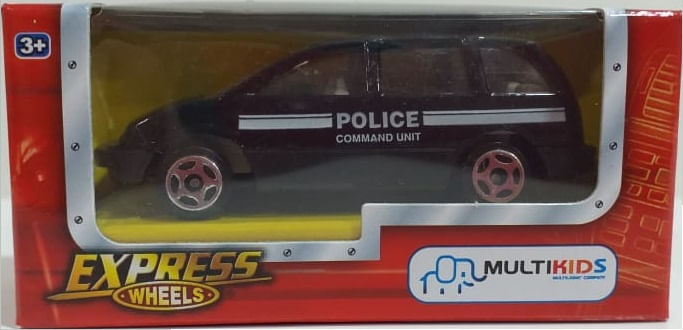 3+
POLICE
COMMAND UNIT
EXPRESS
WHEELS
MULTIKIDS